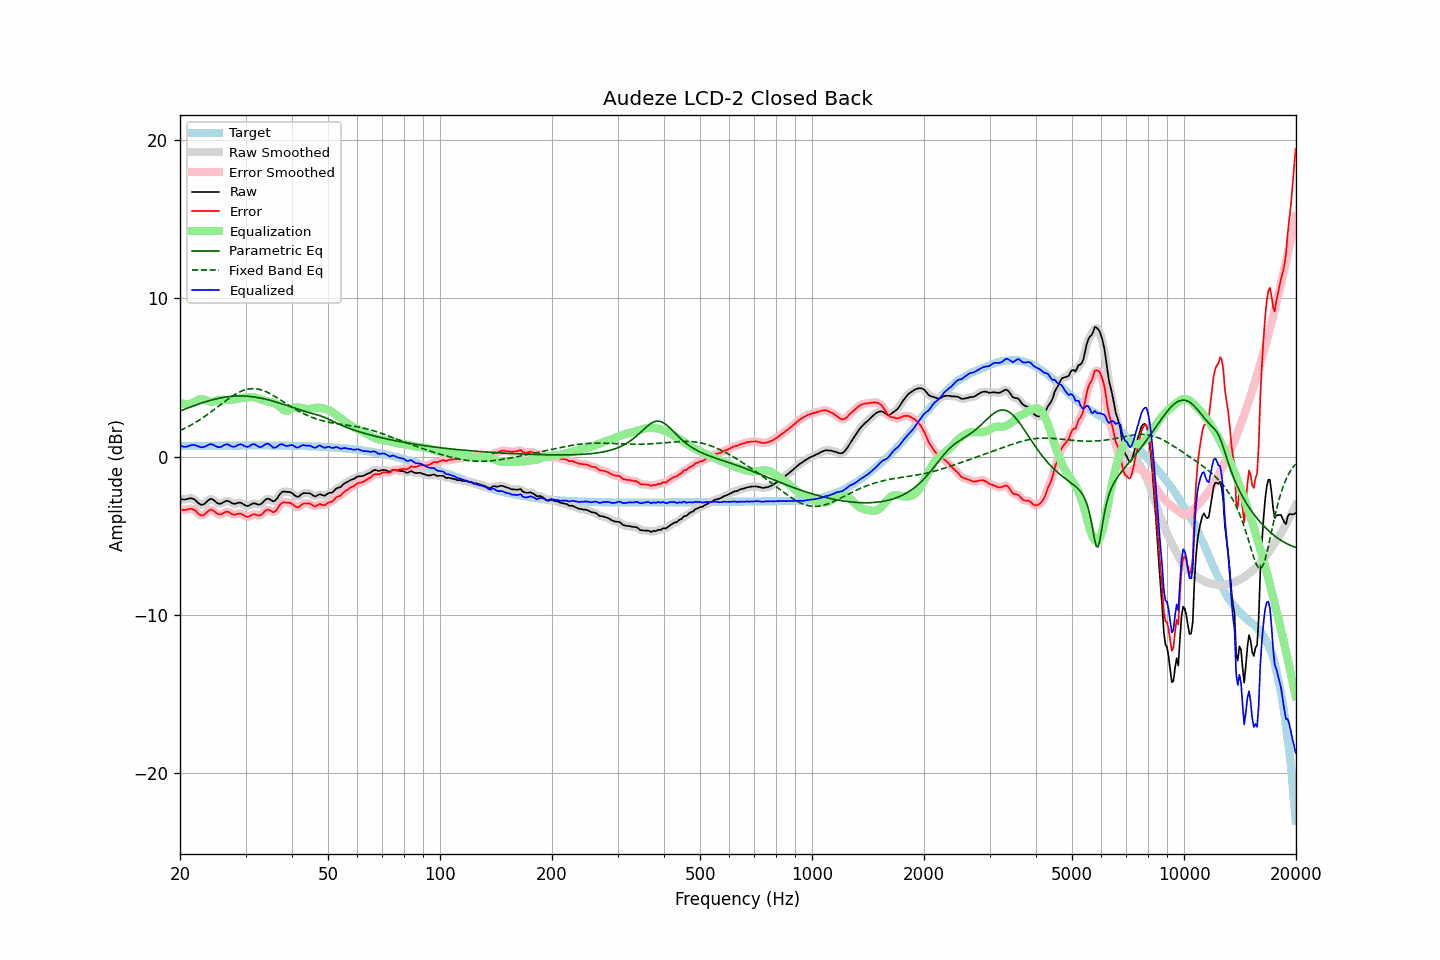 Audeze LCD-2 Closed Back
Target
Raw Smoothed
Error Smoothed
Raw
Error
Equalization
Parametric Eq
Fixed Band Eq
Equalized
Amplitude (dBr)
20
10
0
−10
−20
20
50
100
200
500
1000
2000
5000
10000
20000
Frequency (Hz)